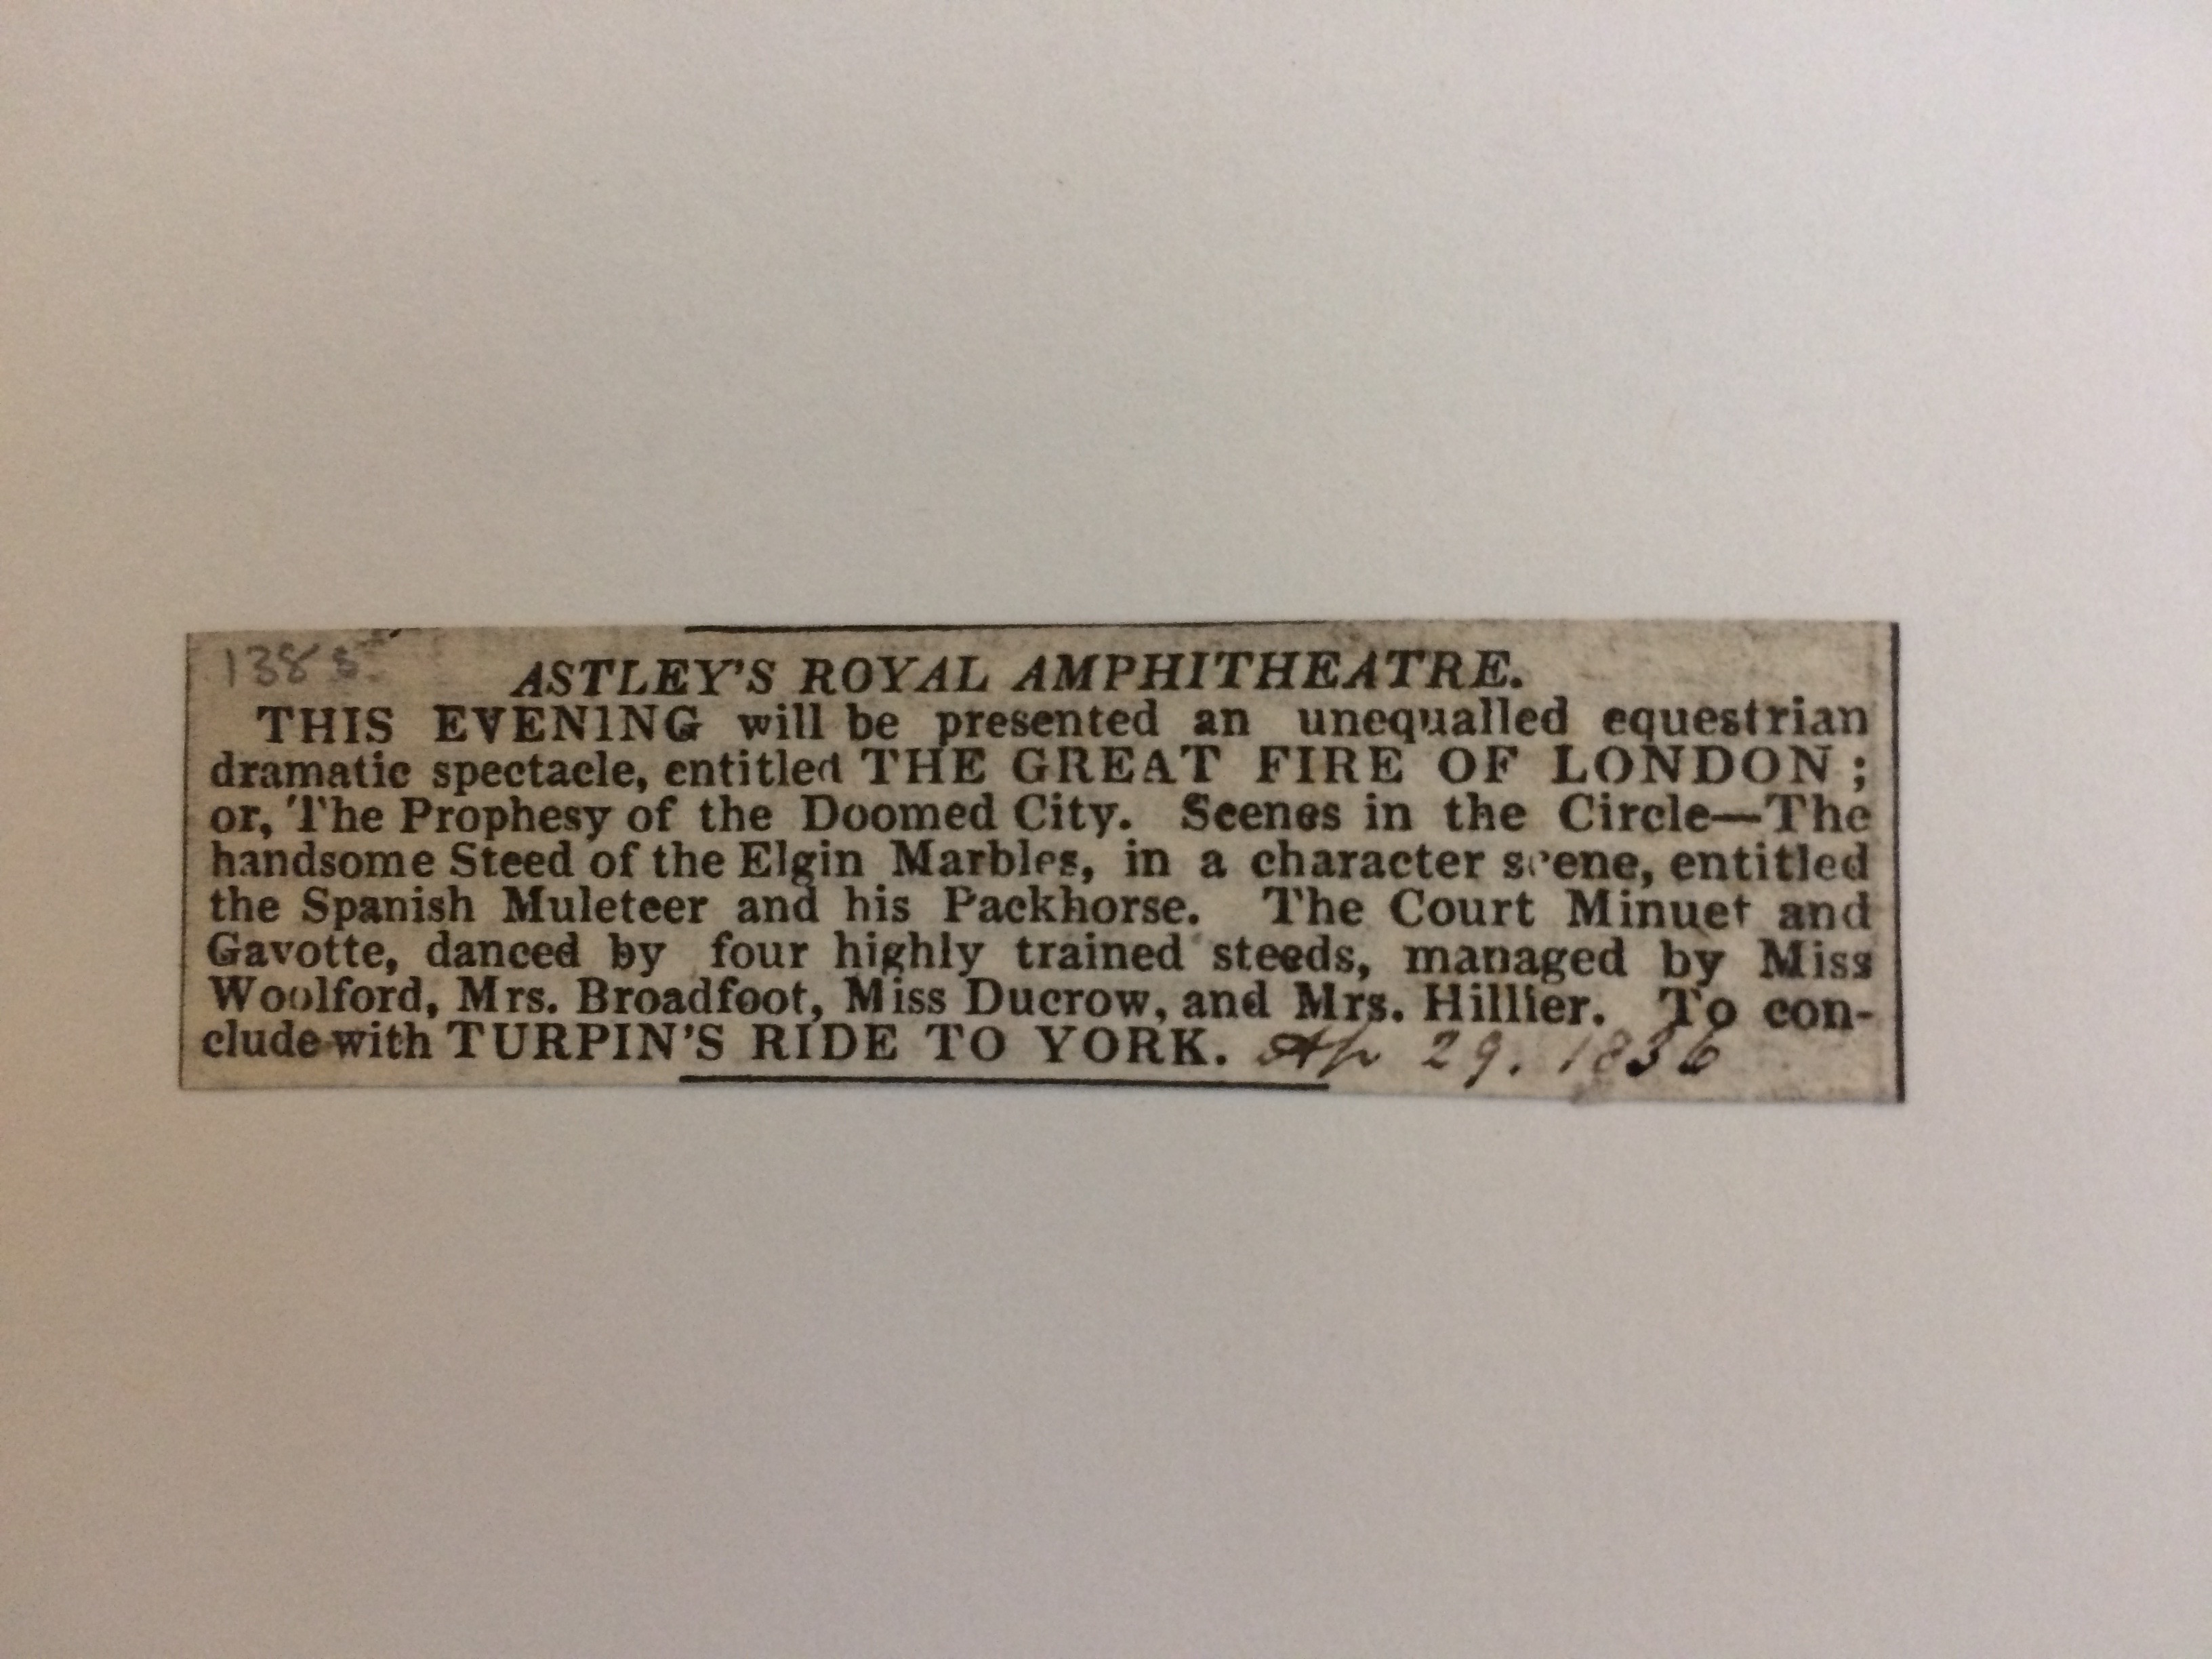 ASTLEY'S ROYAL AMPHITHEATRE.
THIS EVENING will be presented an unequalled equestrian
dramatic spectacle, entitled THE GREAT FIRE OF LONDON;
or, The Prophesy of the Doomed City. Scenes in the Circle—The
handsome Steed of the Elgin Marbles, in a character scene, entitled
the Spanish Muleteer and his Packhorse. The Court Minuet and
Gavotte, danced by four highly trained steeds, managed by Miss
Woolford, Mrs. Broadfoot, Miss Ducrow, and Mrs. Hillier. To con-
clude with TURPIN'S RIDE TO YORK. Ap 29. 1836